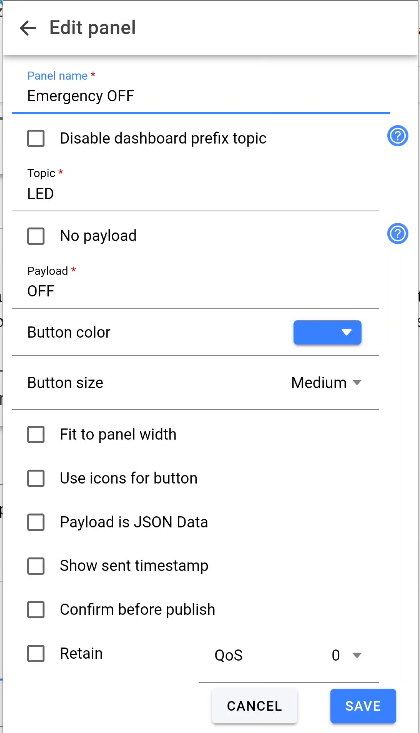 Edit panel
Panel name *
Emergency OFF
Disable dashboard prefix topic
Topic *
LED
No payload
Payload *
OFF
Button color
Button size Medium
Fit to panel width
Use icons for button
Payload is JSON Data
Show sent timestamp
Confirm before publish
Retain QoS 0
CANCEL SAVE